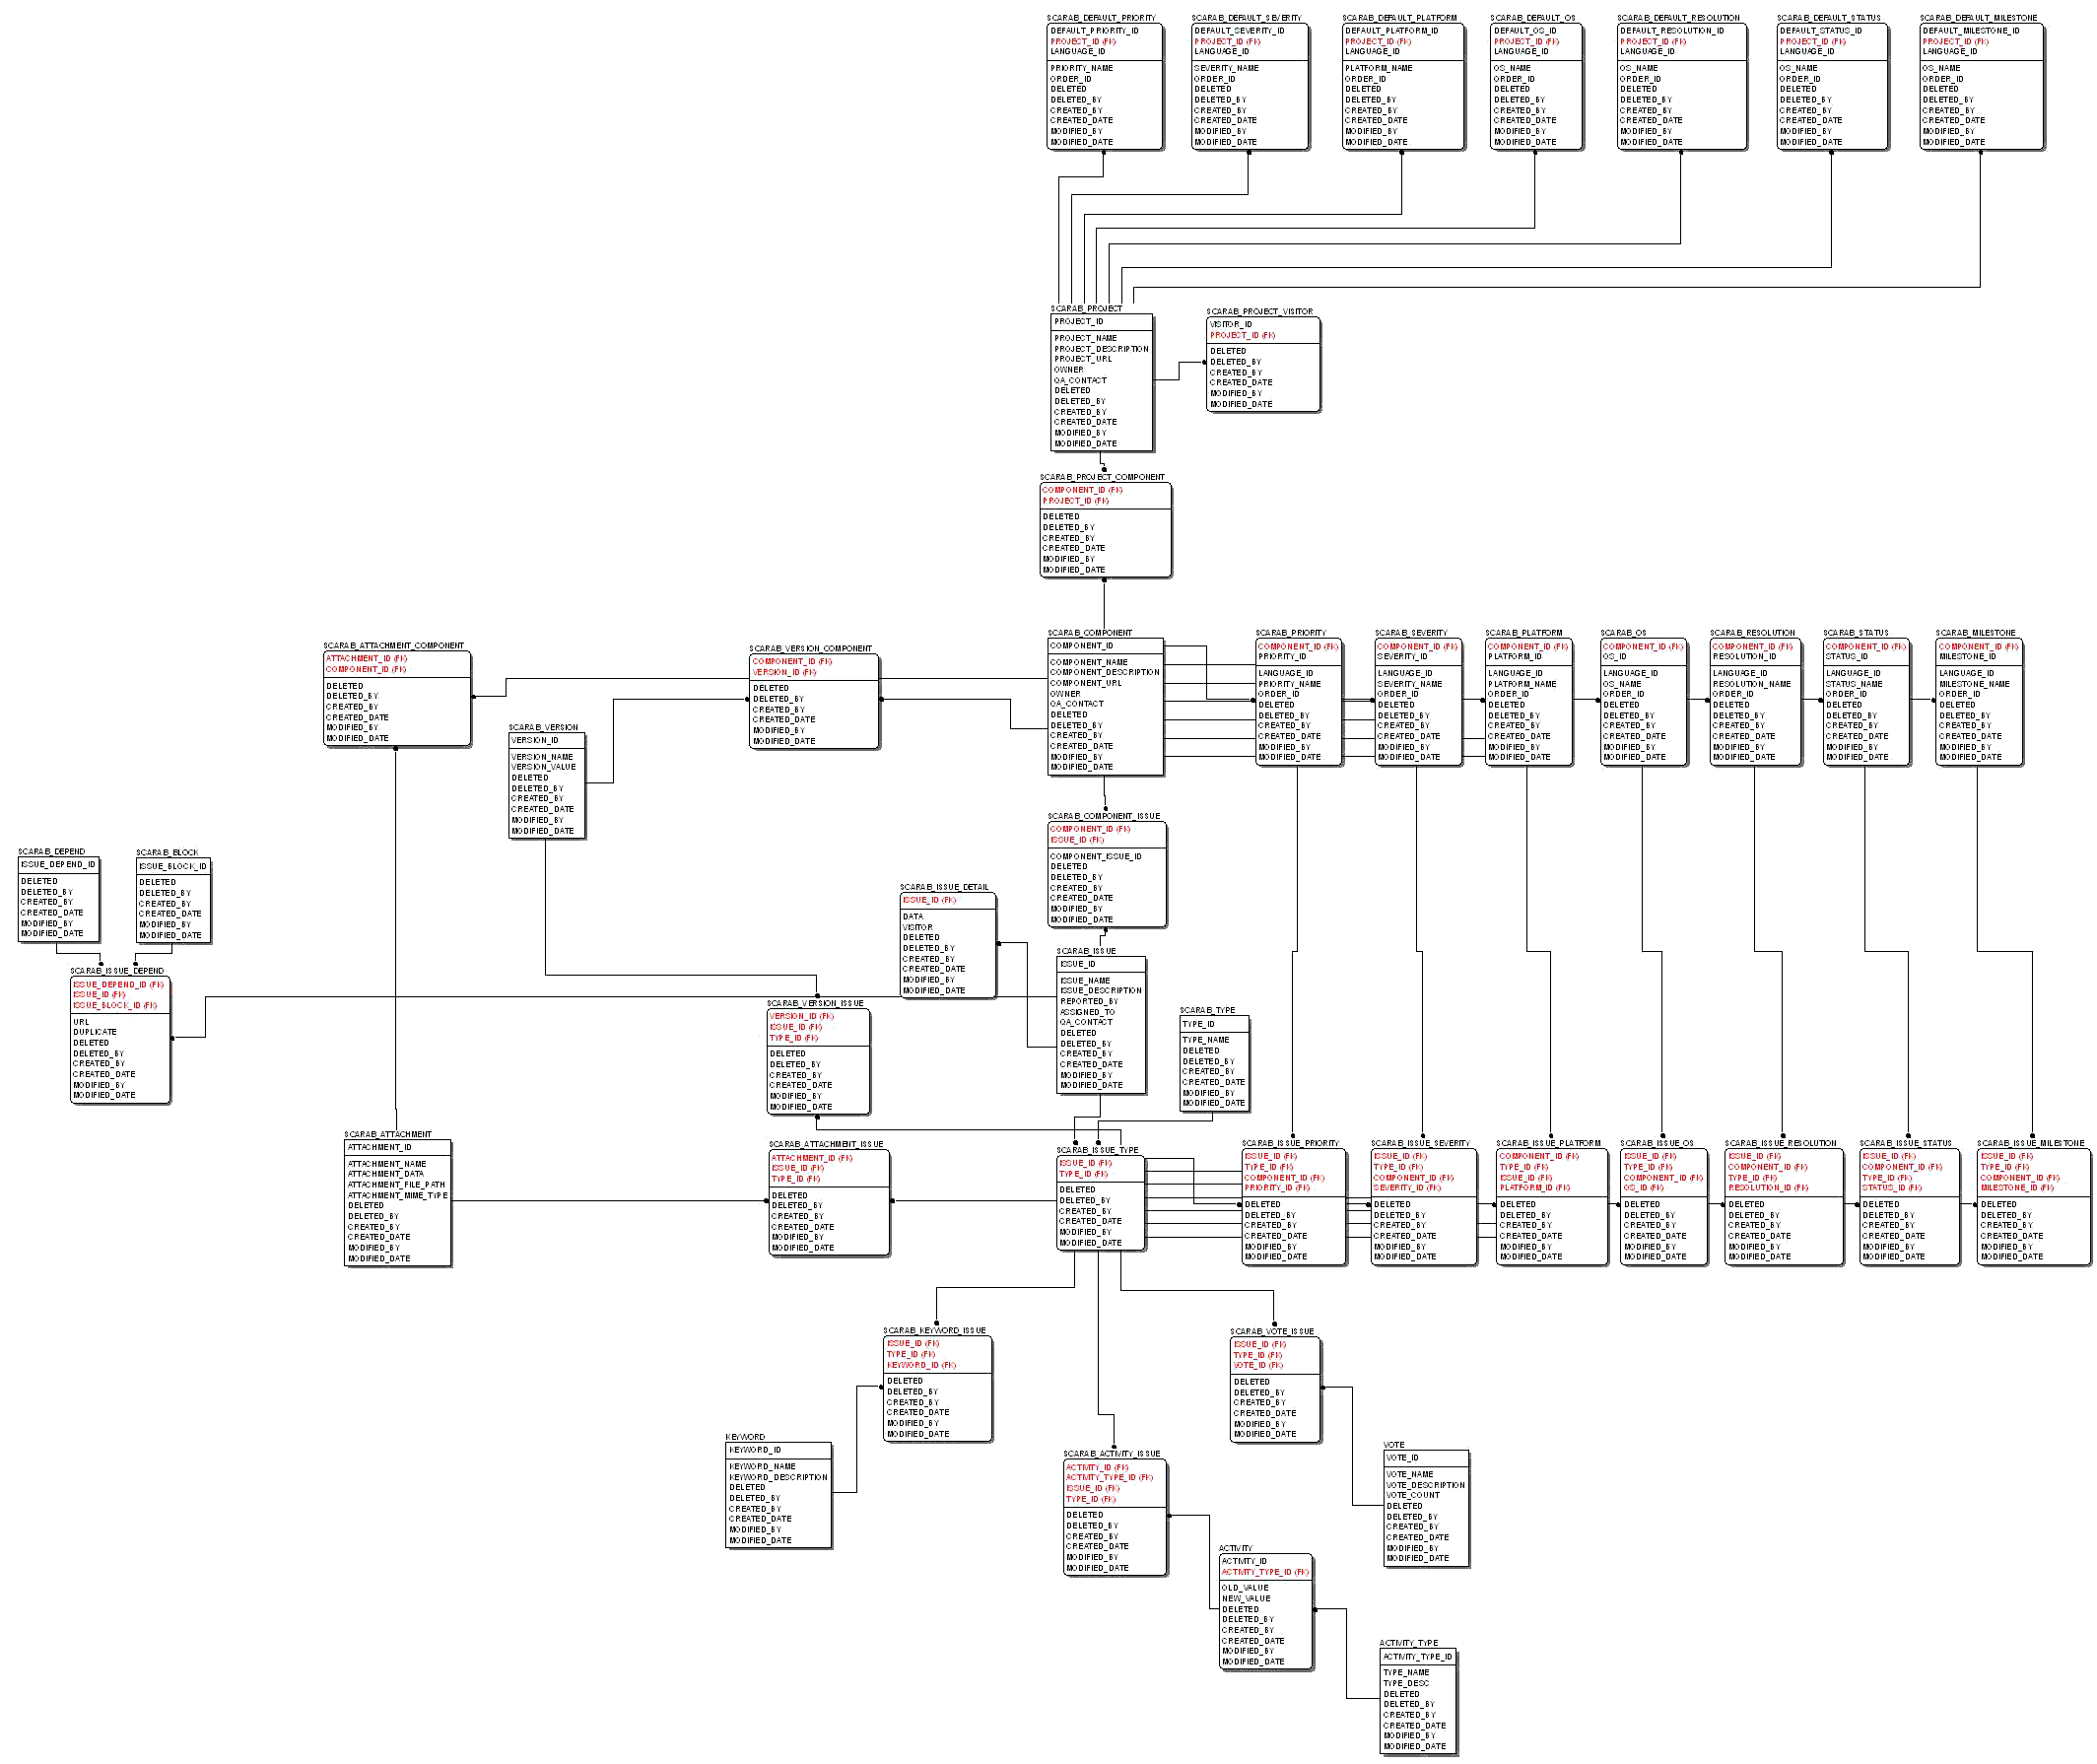 SCARAB_DEFAULT_PRIORITY
DEFAULT_PRIORITY_ID
PROJECT_ID (FK)
LANGUAGE_ID
PRIORITY_NAME
ORDER_ID
DELETED
DELETED_BY
CREATED_BY
CREATED_DATE
MODIFIED_BY
MODIFIED_DATE
SCARAB_DEFAULT_SEVERITY
DEFAULT_SEVERITY_ID
PROJECT_ID (FK)
LANGUAGE_ID
SEVERITY_NAME
ORDER_ID
DELETED
DELETED_BY
CREATED_BY
CREATED_DATE
MODIFIED_BY
MODIFIED_DATE
SCARAB_DEFAULT_PLATFORM
DEFAULT_PLATFORM_ID
PROJECT_ID (FK)
LANGUAGE_ID
PLATFORM_NAME
ORDER_ID
DELETED
DELETED_BY
CREATED_BY
CREATED_DATE
MODIFIED_BY
MODIFIED_DATE
SCARAB_DEFAULT_OS
DEFAULT_OS_ID
PROJECT_ID (FK)
LANGUAGE_ID
OS_NAME
ORDER_ID
DELETED
DELETED_BY
CREATED_BY
CREATED_DATE
MODIFIED_BY
MODIFIED_DATE
SCARAB_DEFAULT_RESOLUTION
DEFAULT_RESOLUTION_ID
PROJECT_ID (FK)
LANGUAGE_ID
OS_NAME
ORDER_ID
DELETED
DELETED_BY
CREATED_BY
CREATED_DATE
MODIFIED_BY
MODIFIED_DATE
SCARAB_DEFAULT_STATUS
DEFAULT_STATUS_ID
PROJECT_ID (FK)
LANGUAGE_ID
OS_NAME
ORDER_ID
DELETED
DELETED_BY
CREATED_BY
CREATED_DATE
MODIFIED_BY
MODIFIED_DATE
SCARAB_DEFAULT_MILESTONE
DEFAULT_MILESTONE_ID
PROJECT_ID (FK)
LANGUAGE_ID
OS_NAME
ORDER_ID
DELETED
DELETED_BY
CREATED_BY
CREATED_DATE
MODIFIED_BY
MODIFIED_DATE
SCARAB_PROJECT
PROJECT_ID
PROJECT_NAME
PROJECT_DESCRIPTION
PROJECT_URL
OWNER
QA_CONTACT
DELETED
DELETED_BY
CREATED_BY
CREATED_DATE
MODIFIED_BY
MODIFIED_DATE
SCARAB_PROJECT_VISITOR
VISITOR_ID
PROJECT_ID (FK)
DELETED
DELETED_BY
CREATED_BY
CREATED_DATE
MODIFIED_BY
MODIFIED_DATE
SCARAB_PROJECT_COMPONENT
COMPONENT_ID (FK)
PROJECT_ID (FK)
DELETED
DELETED_BY
CREATED_BY
CREATED_DATE
MODIFIED_BY
MODIFIED_DATE
SCARAB_ATTACHMENT_COMPONENT
ATTACHMENT_ID (FK)
COMPONENT_ID (FK)
DELETED
DELETED_BY
CREATED_BY
CREATED_DATE
MODIFIED_BY
MODIFIED_DATE
SCARAB_VERSION
VERSION_ID
VERSION_NAME
VERSION_VALUE
DELETED
DELETED_BY
CREATED_BY
CREATED_DATE
MODIFIED_BY
MODIFIED_DATE
SCARAB_VERSION_COMPONENT
COMPONENT_ID (FK)
VERSION_ID (FK)
DELETED
DELETED_BY
CREATED_BY
CREATED_DATE
MODIFIED_BY
MODIFIED_DATE
SCARAB_COMPONENT
COMPONENT_ID
COMPONENT_NAME
COMPONENT_DESCRIPTION
COMPONENT_URL
OWNER
QA_CONTACT
DELETED
DELETED_BY
CREATED_BY
CREATED_DATE
MODIFIED_BY
MODIFIED_DATE
SCARAB_PRIORITY
COMPONENT_ID (FK)
PRIORITY_ID
LANGUAGE_ID
PRIORITY_NAME
ORDER_ID
DELETED
DELETED_BY
CREATED_BY
CREATED_DATE
MODIFIED_BY
MODIFIED_DATE
SCARAB_SEVERITY
COMPONENT_ID (FK)
SEVERITY_ID
LANGUAGE_ID
SEVERITY_NAME
ORDER_ID
DELETED
DELETED_BY
CREATED_BY
CREATED_DATE
MODIFIED_BY
MODIFIED_DATE
SCARAB_PLATFORM
COMPONENT_ID (FK)
PLATFORM_ID
LANGUAGE_ID
PLATFORM_NAME
ORDER_ID
DELETED
DELETED_BY
CREATED_BY
CREATED_DATE
MODIFIED_BY
MODIFIED_DATE
SCARAB_OS
COMPONENT_ID (FK)
OS_ID
LANGUAGE_ID
OS_NAME
ORDER_ID
DELETED
DELETED_BY
CREATED_BY
CREATED_DATE
MODIFIED_BY
MODIFIED_DATE
SCARAB_RESOLUTION
COMPONENT_ID (FK)
RESOLUTION_ID
LANGUAGE_ID
RESOLUTION_NAME
ORDER_ID
DELETED
DELETED_BY
CREATED_BY
CREATED_DATE
MODIFIED_BY
MODIFIED_DATE
SCARAB_STATUS
COMPONENT_ID (FK)
STATUS_ID
LANGUAGE_ID
STATUS_NAME
ORDER_ID
DELETED
DELETED_BY
CREATED_BY
CREATED_DATE
MODIFIED_BY
MODIFIED_DATE
SCARAB_MILESTONE
COMPONENT_ID (FK)
MILESTONE_ID
LANGUAGE_ID
MILESTONE_NAME
ORDER_ID
DELETED
DELETED_BY
CREATED_BY
CREATED_DATE
MODIFIED_BY
MODIFIED_DATE
SCARAB_DEPEND
ISSUE_DEPEND_ID
DELETED
DELETED_BY
CREATED_BY
CREATED_DATE
MODIFIED_BY
MODIFIED_DATE
SCARAB_BLOCK
ISSUE_BLOCK_ID
DELETED
DELETED_BY
CREATED_BY
CREATED_DATE
MODIFIED_BY
MODIFIED_DATE
SCARAB_ISSUE_DEPEND
ISSUE_DEPEND_ID (FK)
ISSUE_ID (FK)
ISSUE_BLOCK_ID (FK)
URL
DUPLICATE
DELETED
DELETED_BY
CREATED_BY
CREATED_DATE
MODIFIED_BY
MODIFIED_DATE
SCARAB_COMPONENT_ISSUE
COMPONENT_ID (FK)
ISSUE_ID (FK)
COMPONENT_ISSUE_ID
DELETED
DELETED_BY
CREATED_BY
CREATED_DATE
MODIFIED_BY
MODIFIED_DATE
SCARAB_ISSUE_DETAIL
ISSUE_ID (FK)
DATA
VISITOR
DELETED
DELETED_BY
CREATED_BY
CREATED_DATE
MODIFIED_BY
MODIFIED_DATE
SCARAB_ISSUE
ISSUE_ID
ISSUE_NAME
ISSUE_DESCRIPTION
REPORTED_BY
ASSIGNED_TO
QA_CONTACT
DELETED
DELETED_BY
CREATED_BY
CREATED_DATE
MODIFIED_BY
MODIFIED_DATE
SCARAB_VERSION_ISSUE
VERSION_ID (FK)
ISSUE_ID (FK)
TYPE_ID (FK)
DELETED
DELETED_BY
CREATED_BY
CREATED_DATE
MODIFIED_BY
MODIFIED_DATE
SCARAB_TYPE
TYPE_ID
TYPE_NAME
DELETED
DELETED_BY
CREATED_BY
CREATED_DATE
MODIFIED_BY
MODIFIED_DATE
SCARAB_ATTACHMENT
ATTACHMENT_ID
ATTACHMENT_NAME
ATTACHMENT_DATA
ATTACHMENT_FILE_PATH
ATTACHMENT_MIME_TYPE
DELETED
DELETED_BY
CREATED_BY
CREATED_DATE
MODIFIED_BY
MODIFIED_DATE
SCARAB_ATTACHMENT_ISSUE
ATTACHMENT_ID (FK)
ISSUE_ID (FK)
TYPE_ID (FK)
DELETED
DELETED_BY
CREATED_BY
CREATED_DATE
MODIFIED_BY
MODIFIED_DATE
SCARAB_ISSUE_TYPE
ISSUE_ID (FK)
TYPE_ID (FK)
DELETED
DELETED_BY
CREATED_BY
CREATED_DATE
MODIFIED_BY
MODIFIED_DATE
SCARAB_ISSUE_PRIORITY
ISSUE_ID (FK)
TYPE_ID (FK)
COMPONENT_ID (FK)
PRIORITY_ID (FK)
DELETED
DELETED_BY
CREATED_BY
CREATED_DATE
MODIFIED_BY
MODIFIED_DATE
SCARAB_ISSUE_SEVERITY
ISSUE_ID (FK)
TYPE_ID (FK)
COMPONENT_ID (FK)
SEVERITY_ID (FK)
DELETED
DELETED_BY
CREATED_BY
CREATED_DATE
MODIFIED_BY
MODIFIED_DATE
SCARAB_ISSUE_PLATFORM
COMPONENT_ID (FK)
TYPE_ID (FK)
ISSUE_ID (FK)
PLATFORM_ID (FK)
DELETED
DELETED_BY
CREATED_BY
CREATED_DATE
MODIFIED_BY
MODIFIED_DATE
SCARAB_ISSUE_OS
ISSUE_ID (FK)
TYPE_ID (FK)
COMPONENT_ID (FK)
OS_ID (FK)
DELETED
DELETED_BY
CREATED_BY
CREATED_DATE
MODIFIED_BY
MODIFIED_DATE
SCARAB_ISSUE_RESOLUTION
ISSUE_ID (FK)
COMPONENT_ID (FK)
TYPE_ID (FK)
RESOLUTION_ID (FK)
DELETED
DELETED_BY
CREATED_BY
CREATED_DATE
MODIFIED_BY
MODIFIED_DATE
SCARAB_ISSUE_STATUS
ISSUE_ID (FK)
COMPONENT_ID (FK)
TYPE_ID (FK)
STATUS_ID (FK)
DELETED
DELETED_BY
CREATED_BY
CREATED_DATE
MODIFIED_BY
MODIFIED_DATE
SCARAB_ISSUE_MILESTONE
ISSUE_ID (FK)
TYPE_ID (FK)
COMPONENT_ID (FK)
MILESTONE_ID (FK)
DELETED
DELETED_BY
CREATED_BY
CREATED_DATE
MODIFIED_BY
MODIFIED_DATE
SCARAB_KEYWORD_ISSUE
ISSUE_ID (FK)
TYPE_ID (FK)
KEYWORD_ID (FK)
DELETED
DELETED_BY
CREATED_BY
CREATED_DATE
MODIFIED_BY
MODIFIED_DATE
SCARAB_VOTE_ISSUE
ISSUE_ID (FK)
TYPE_ID (FK)
VOTE_ID (FK)
DELETED
DELETED_BY
CREATED_BY
CREATED_DATE
MODIFIED_BY
MODIFIED_DATE
KEYWORD
KEYWORD_ID
KEYWORD_NAME
KEYWORD_DESCRIPTION
DELETED
DELETED_BY
CREATED_BY
CREATED_DATE
MODIFIED_BY
MODIFIED_DATE
SCARAB_ACTIVITY_ISSUE
ACTIVITY_ID (FK)
ACTIVITY_TYPE_ID (FK)
ISSUE_ID (FK)
TYPE_ID (FK)
DELETED
DELETED_BY
CREATED_BY
CREATED_DATE
MODIFIED_BY
MODIFIED_DATE
VOTE
VOTE_ID
VOTE_NAME
VOTE_DESCRIPTION
VOTE_COUNT
DELETED
DELETED_BY
CREATED_BY
CREATED_DATE
MODIFIED_BY
MODIFIED_DATE
ACTIVITY
ACTIVITY_ID
ACTIVITY_TYPE_ID (FK)
OLD_VALUE
NEW_VALUE
DELETED
DELETED_BY
CREATED_BY
CREATED_DATE
MODIFIED_BY
MODIFIED_DATE
ACTIVITY_TYPE
ACTIVITY_TYPE_ID
TYPE_NAME
TYPE_DESC
DELETED
DELETED_BY
CREATED_BY
CREATED_DATE
MODIFIED_BY
MODIFIED_DATE